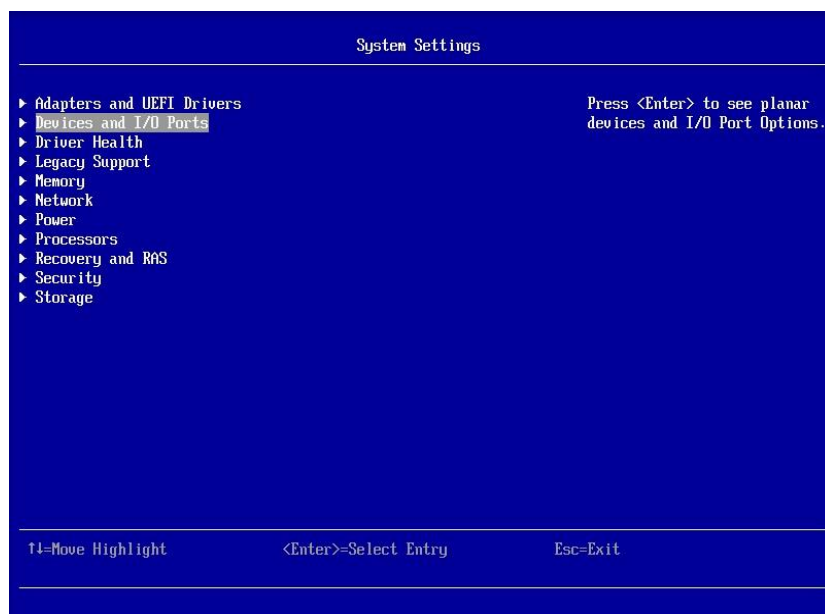 System Settings
▶ Adapters and UEFI Drivers
▶ Devices and I/O Ports
▶ Driver Health
▶ Legacy Support
▶ Memory
▶ Network
▶ Power
▶ Processors
▶ Recovery and RAS
▶ Security
▶ Storage
Press <Enter> to see planar
devices and I/O Port Options.
↑↓=Move Highlight <Enter>=Select Entry Esc=Exit